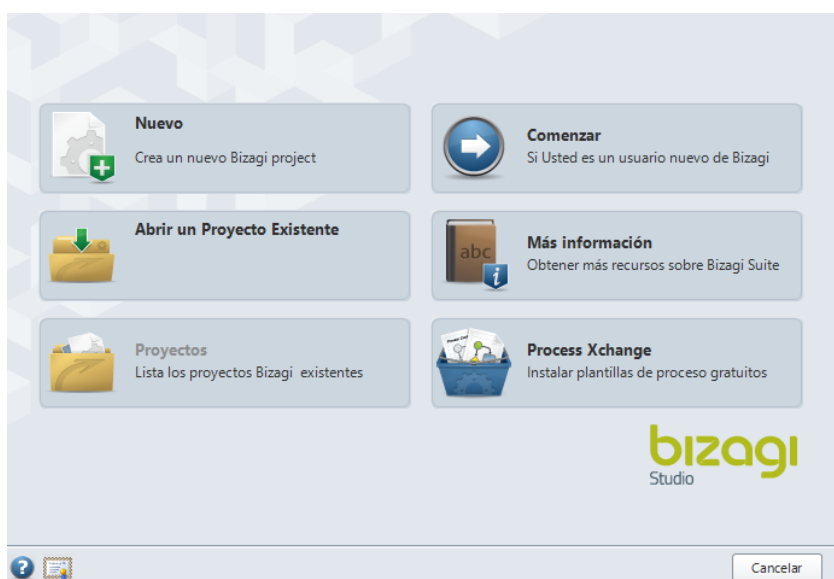 Nuevo
Crea un nuevo Bizagi project
Comenzar
Si Usted es un usuario nuevo de Bizagi
Abrir un Proyecto Existente
abc
i
Más información
Obtener más recursos sobre Bizagi Suite
Proyectos
Lista los proyectos Bizagi existentes
Process Xchange
Instalar plantillas de proceso gratuitos
bizagi
Studio
?
Cancelar